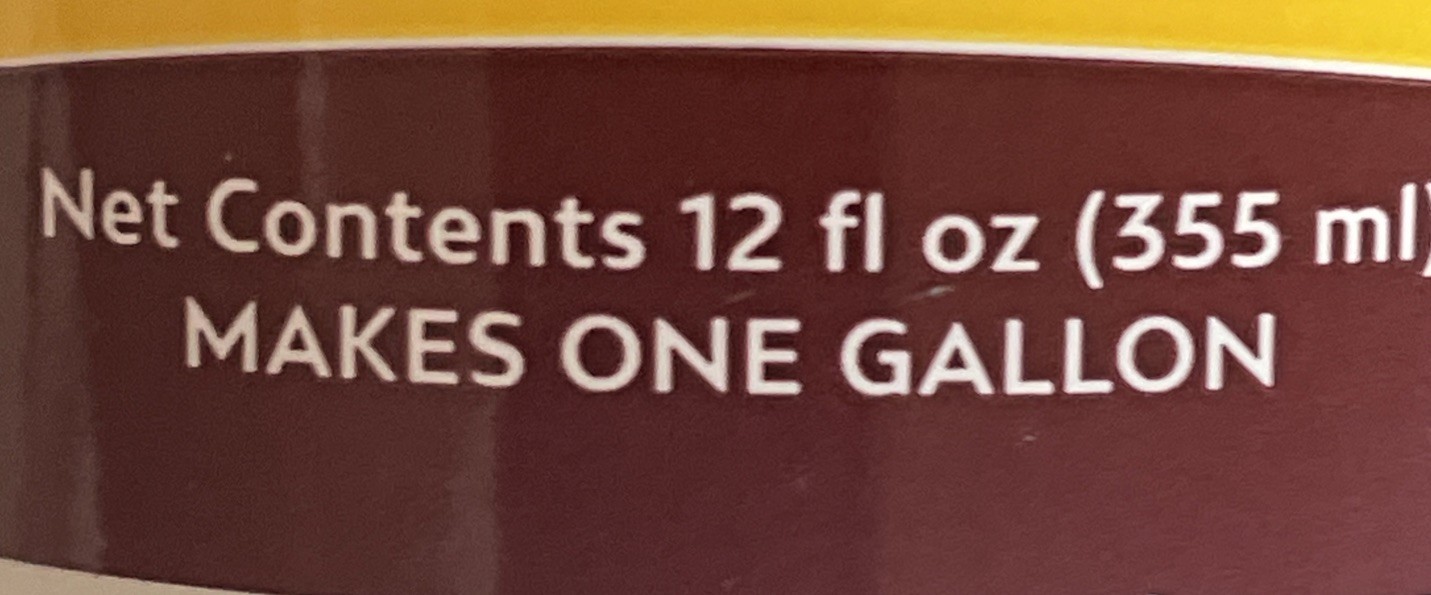 Net Contents 12 fl oz (355 ml)
MAKES ONE GALLON